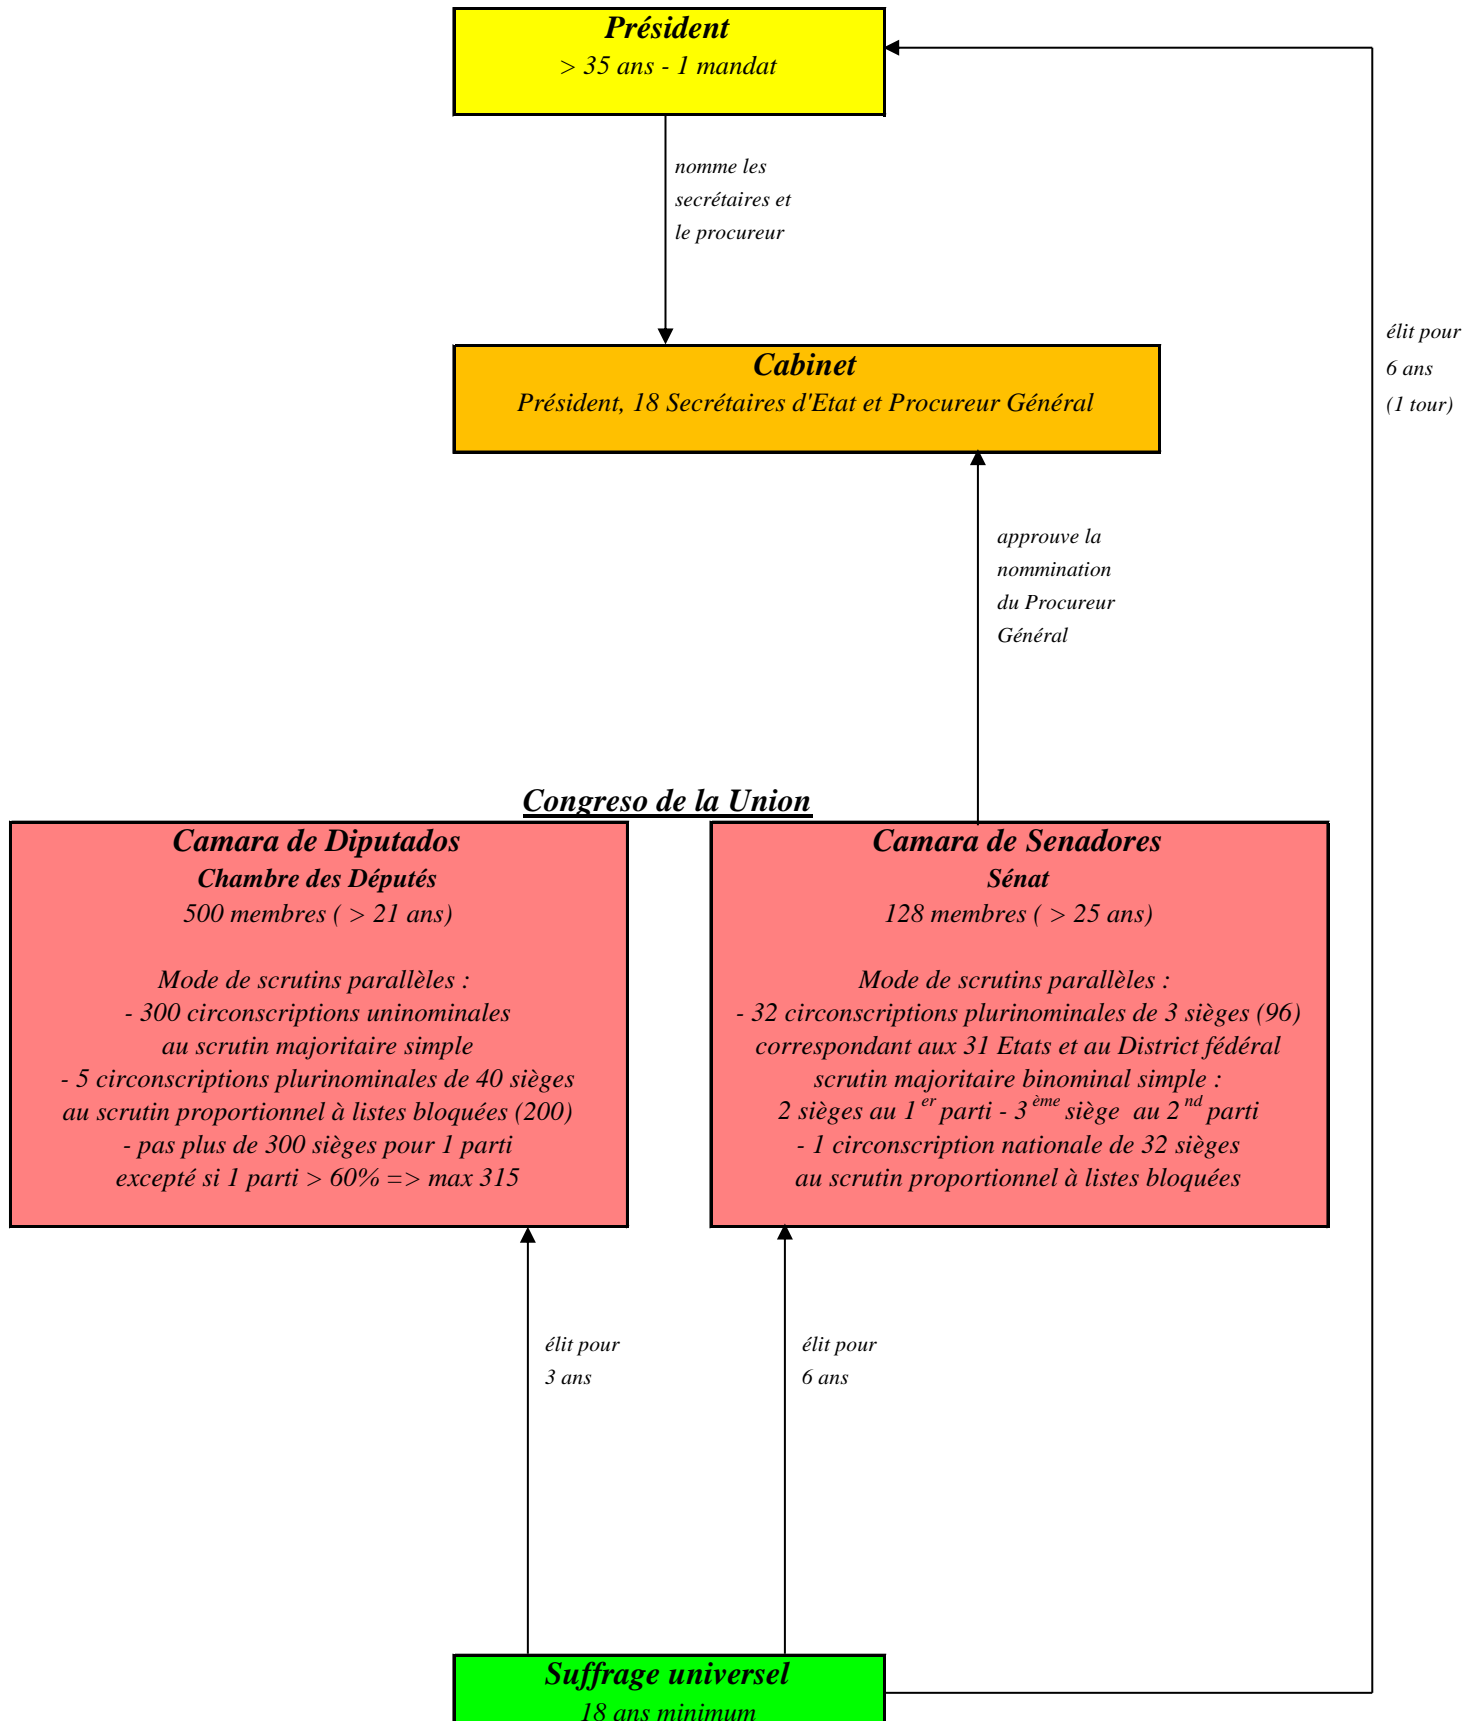 Président
> 35 ans - 1 mandat
nomme les
secrétaires et
le procureur
élit pour
6 ans
(1 tour)
Cabinet
Président, 18 Secrétaires d'Etat et Procureur Général
approuve la
nommination
du Procureur
Général
Congreso de la Union
Camara de Diputados
Chambre des Députés
500 membres ( > 21 ans)
Mode de scrutins parallèles :
- 300 circonscriptions uninominales
au scrutin majoritaire simple
- 5 circonscriptions plurinominales de 40 sièges
au scrutin proportionnel à listes bloquées (200)
- pas plus de 300 sièges pour 1 parti
excepté si 1 parti > 60% => max 315
Camara de Senadores
Sénat
128 membres ( > 25 ans)
Mode de scrutins parallèles :
- 32 circonscriptions plurinominales de 3 sièges (96)
correspondant aux 31 Etats et au District fédéral
scrutin majoritaire binominal simple :
2 sièges au 1er parti - 3ème siège au 2nd parti
- 1 circonscription nationale de 32 sièges
au scrutin proportionnel à listes bloquées
élit pour
3 ans
élit pour
6 ans
Suffrage universel
18 ans minimum